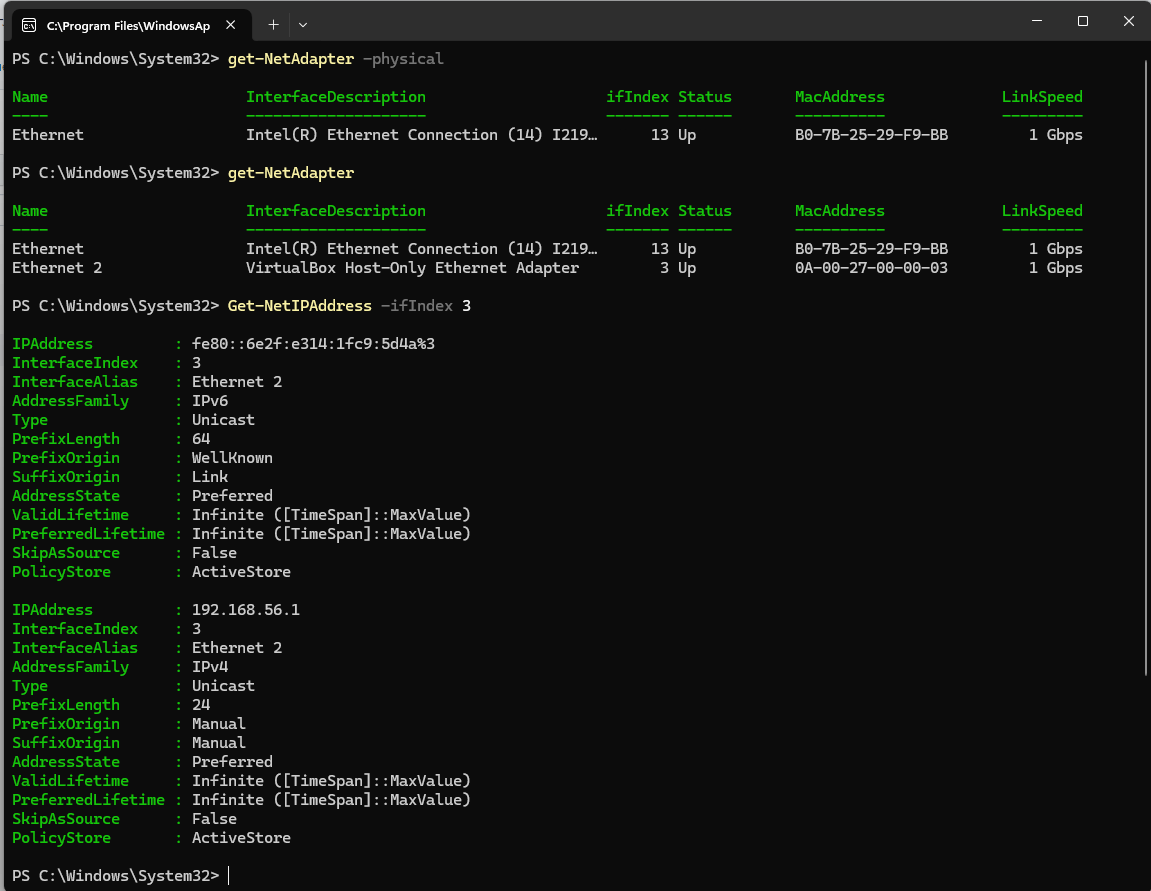 C:\Program Files\WindowsAp
PS C:\Windows\System32> get-NetAdapter -physical
Name InterfaceDescription ifIndex Status MacAddress LinkSpeed
---- -------------------- ------- ------ ---------- ---------
Ethernet Intel(R) Ethernet Connection (14) I219… 13 Up B0-7B-25-29-F9-BB 1 Gbps
PS C:\Windows\System32> get-NetAdapter
Name InterfaceDescription ifIndex Status MacAddress LinkSpeed
---- -------------------- ------- ------ ---------- ---------
Ethernet Intel(R) Ethernet Connection (14) I219… 13 Up B0-7B-25-29-F9-BB 1 Gbps
Ethernet 2 VirtualBox Host-Only Ethernet Adapter 3 Up 0A-00-27-00-00-03 1 Gbps
PS C:\Windows\System32> Get-NetIPAddress -ifIndex 3
IPAddress : fe80::6e2f:e314:1fc9:5d4a%3
InterfaceIndex : 3
InterfaceAlias : Ethernet 2
AddressFamily : IPv6
Type : Unicast
PrefixLength : 64
PrefixOrigin : WellKnown
SuffixOrigin : Link
AddressState : Preferred
ValidLifetime : Infinite ([TimeSpan]::MaxValue)
PreferredLifetime : Infinite ([TimeSpan]::MaxValue)
SkipAsSource : False
PolicyStore : ActiveStore
IPAddress : 192.168.56.1
InterfaceIndex : 3
InterfaceAlias : Ethernet 2
AddressFamily : IPv4
Type : Unicast
PrefixLength : 24
PrefixOrigin : Manual
SuffixOrigin : Manual
AddressState : Preferred
ValidLifetime : Infinite ([TimeSpan]::MaxValue)
PreferredLifetime : Infinite ([TimeSpan]::MaxValue)
SkipAsSource : False
PolicyStore : ActiveStore
PS C:\Windows\System32>